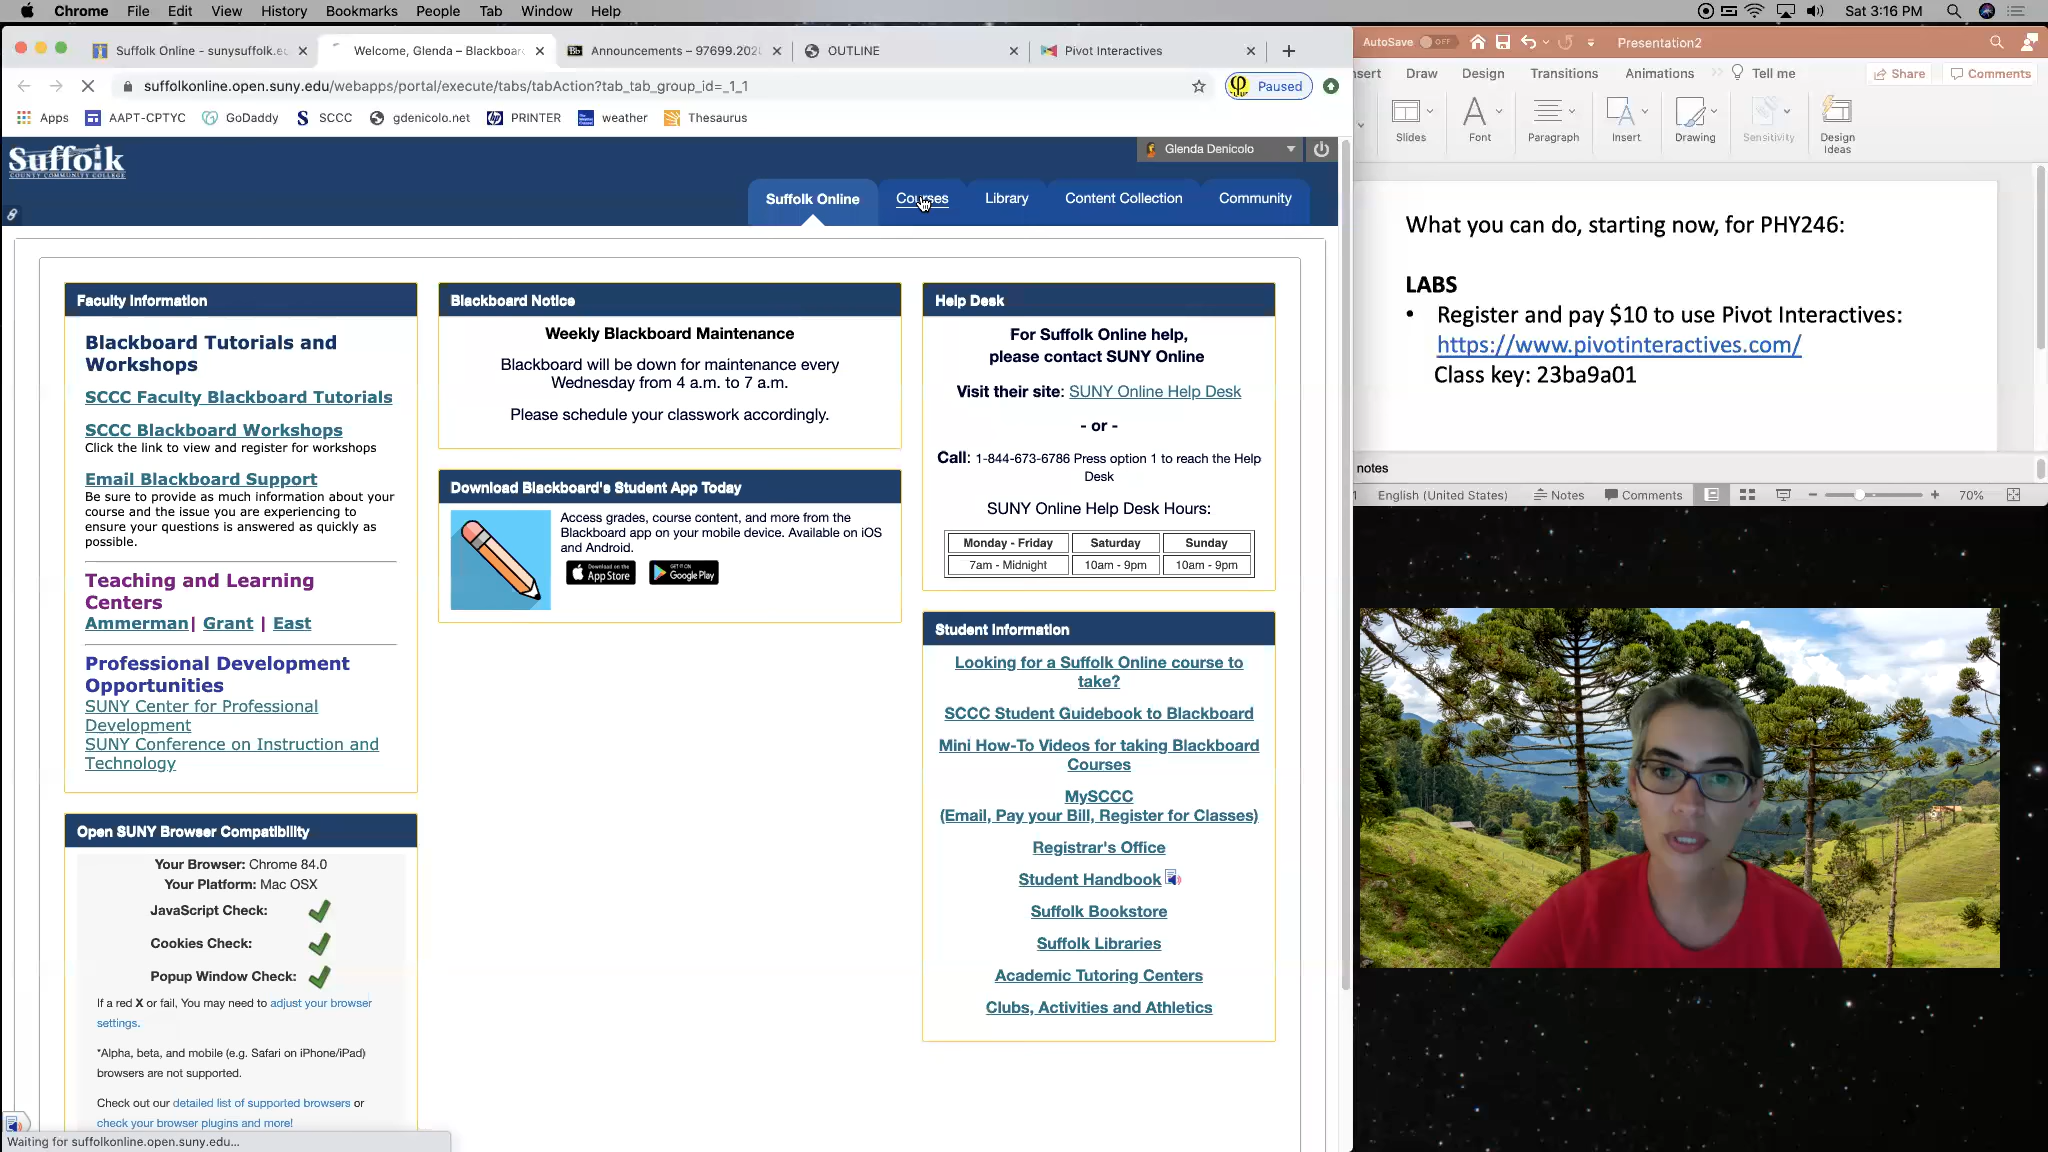 Chrome File Edit View History Bookmarks People Tab Window Help
Sat 3:16 PM
Suffolk Online - sunysuffolk.e
Welcome, Glenda – Blackboar
Announcements – 97699.202
OUTLINE
Pivot Interactives
suffolkonline.open.suny.edu/webapps/portal/execute/tabs/tabAction?tab_tab_group_id=_1_1
Paused
Apps AAPT-CPTYC GoDaddy SCCC gdenicolo.net PRINTER weather Thesaurus
Suffolk
COUNTY COMMUNITY COLLEGE
Glenda Denicolo
Suffolk Online Courses Library Content Collection Community
Faculty Information
Blackboard Tutorials and
Workshops
SCCC Faculty Blackboard Tutorials
SCCC Blackboard Workshops
Click the link to view and register for workshops
Email Blackboard Support
Be sure to provide as much information about your
course and the issue you are experiencing to
ensure your questions is answered as quickly as
possible.
Teaching and Learning
Centers
Ammerman| Grant | East
Professional Development
Opportunities
SUNY Center for Professional
Development
SUNY Conference on Instruction and
Technology
Open SUNY Browser Compatibility
Your Browser: Chrome 84.0
Your Platform: Mac OSX
JavaScript Check:
Cookies Check:
Popup Window Check:
If a red X or fail, You may need to adjust your browser
settings.
*Alpha, beta, and mobile (e.g. Safari on iPhone/iPad)
browsers are not supported.
Check out our detailed list of supported browsers or
check your browser plugins and more!
Waiting for suffolkonline.open.suny.edu...
Blackboard Notice
Weekly Blackboard Maintenance
Blackboard will be down for maintenance every
Wednesday from 4 a.m. to 7 a.m.
Please schedule your classwork accordingly.
Download Blackboard's Student App Today
Access grades, course content, and more from the
Blackboard app on your mobile device. Available on iOS
and Android.
Download on the
App Store
GET IT ON
Google Play
Help Desk
For Suffolk Online help,
please contact SUNY Online
Visit their site: SUNY Online Help Desk
- or -
Call: 1-844-673-6786 Press option 1 to reach the Help
Desk
SUNY Online Help Desk Hours:
Monday - Friday Saturday Sunday
7am - Midnight 10am - 9pm 10am - 9pm
Student Information
Looking for a Suffolk Online course to
take?
SCCC Student Guidebook to Blackboard
Mini How-To Videos for taking Blackboard
Courses
MySCCC
(Email, Pay your Bill, Register for Classes)
Registrar's Office
Student Handbook
Suffolk Bookstore
Suffolk Libraries
Academic Tutoring Centers
Clubs, Activities and Athletics
AutoSave OFF
Presentation2
nsert Draw Design Transitions Animations Tell me Share Comments
Slides Font Paragraph Insert Drawing Sensitivity Design
Ideas
What you can do, starting now, for PHY246:
LABS
• Register and pay $10 to use Pivot Interactives:
https://www.pivotinteractives.com/
Class key: 23ba9a01
notes
1 English (United States) Notes Comments 70%